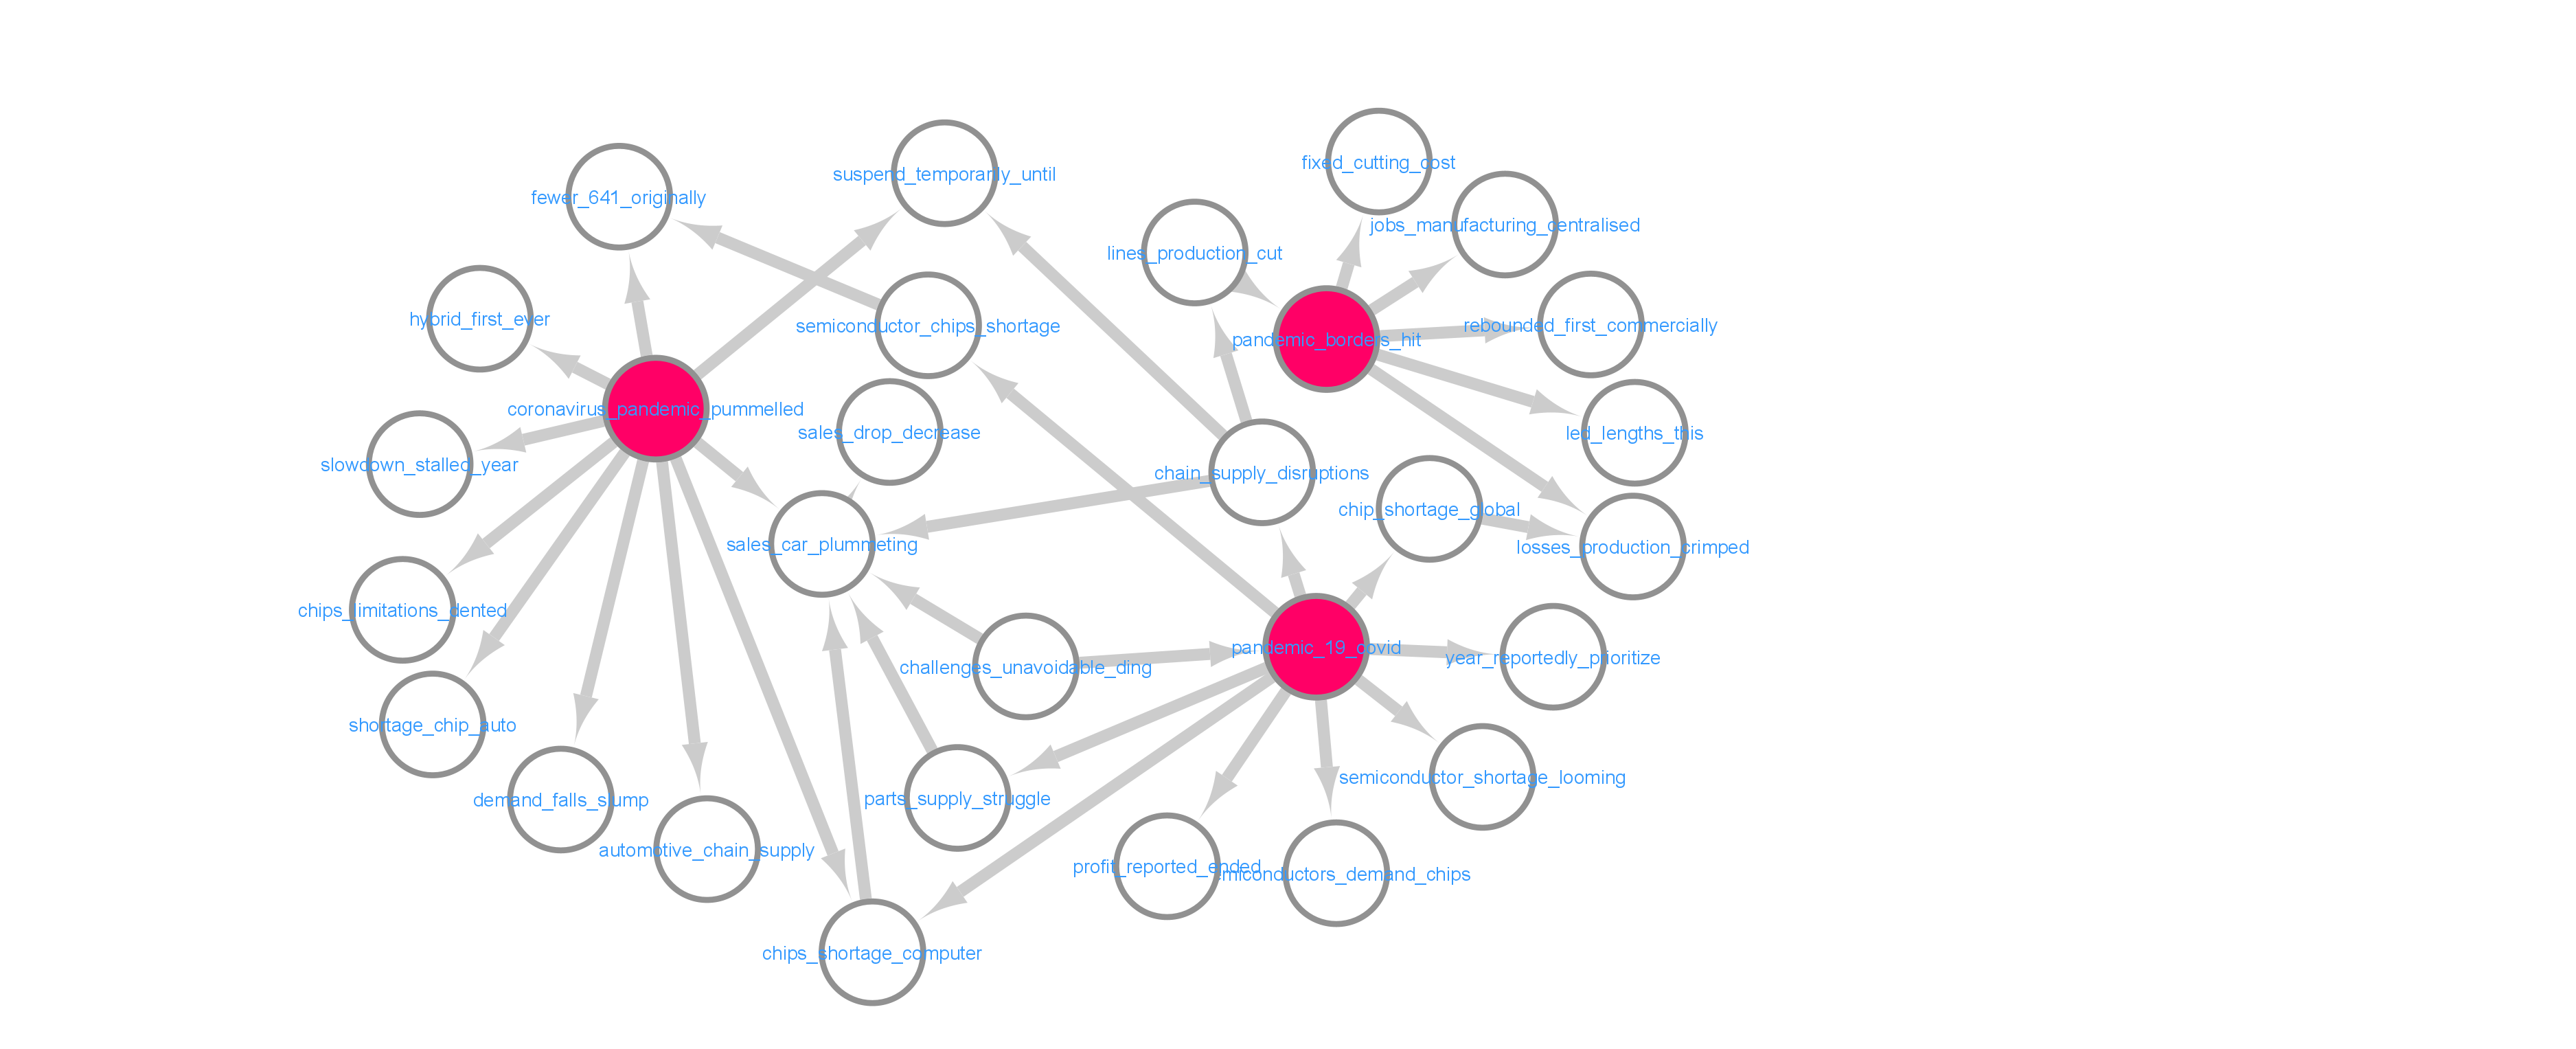 fixed_cutting_cost
suspend_temporarily_until
fewer_641_originally
jobs_manufacturing_centralised
lines_production_cut
hybrid_first_ever
semiconductor_chips_shortage
rebounded_first_commercially
pandemic_borders_hit
coronavirus_pandemic_pummelled
sales_drop_decrease
led_lengths_this
slowdown_stalled_year
chain_supply_disruptions
chip_shortage_global
sales_car_plummeting
losses_production_crimped
chips_limitations_dented
pandemic_19_covid
year_reportedly_prioritize
challenges_unavoidable_ding
shortage_chip_auto
semiconductor_shortage_looming
demand_falls_slump
parts_supply_struggle
automotive_chain_supply
profit_reported_ended
emiconductors_demand_chips
chips_shortage_computer